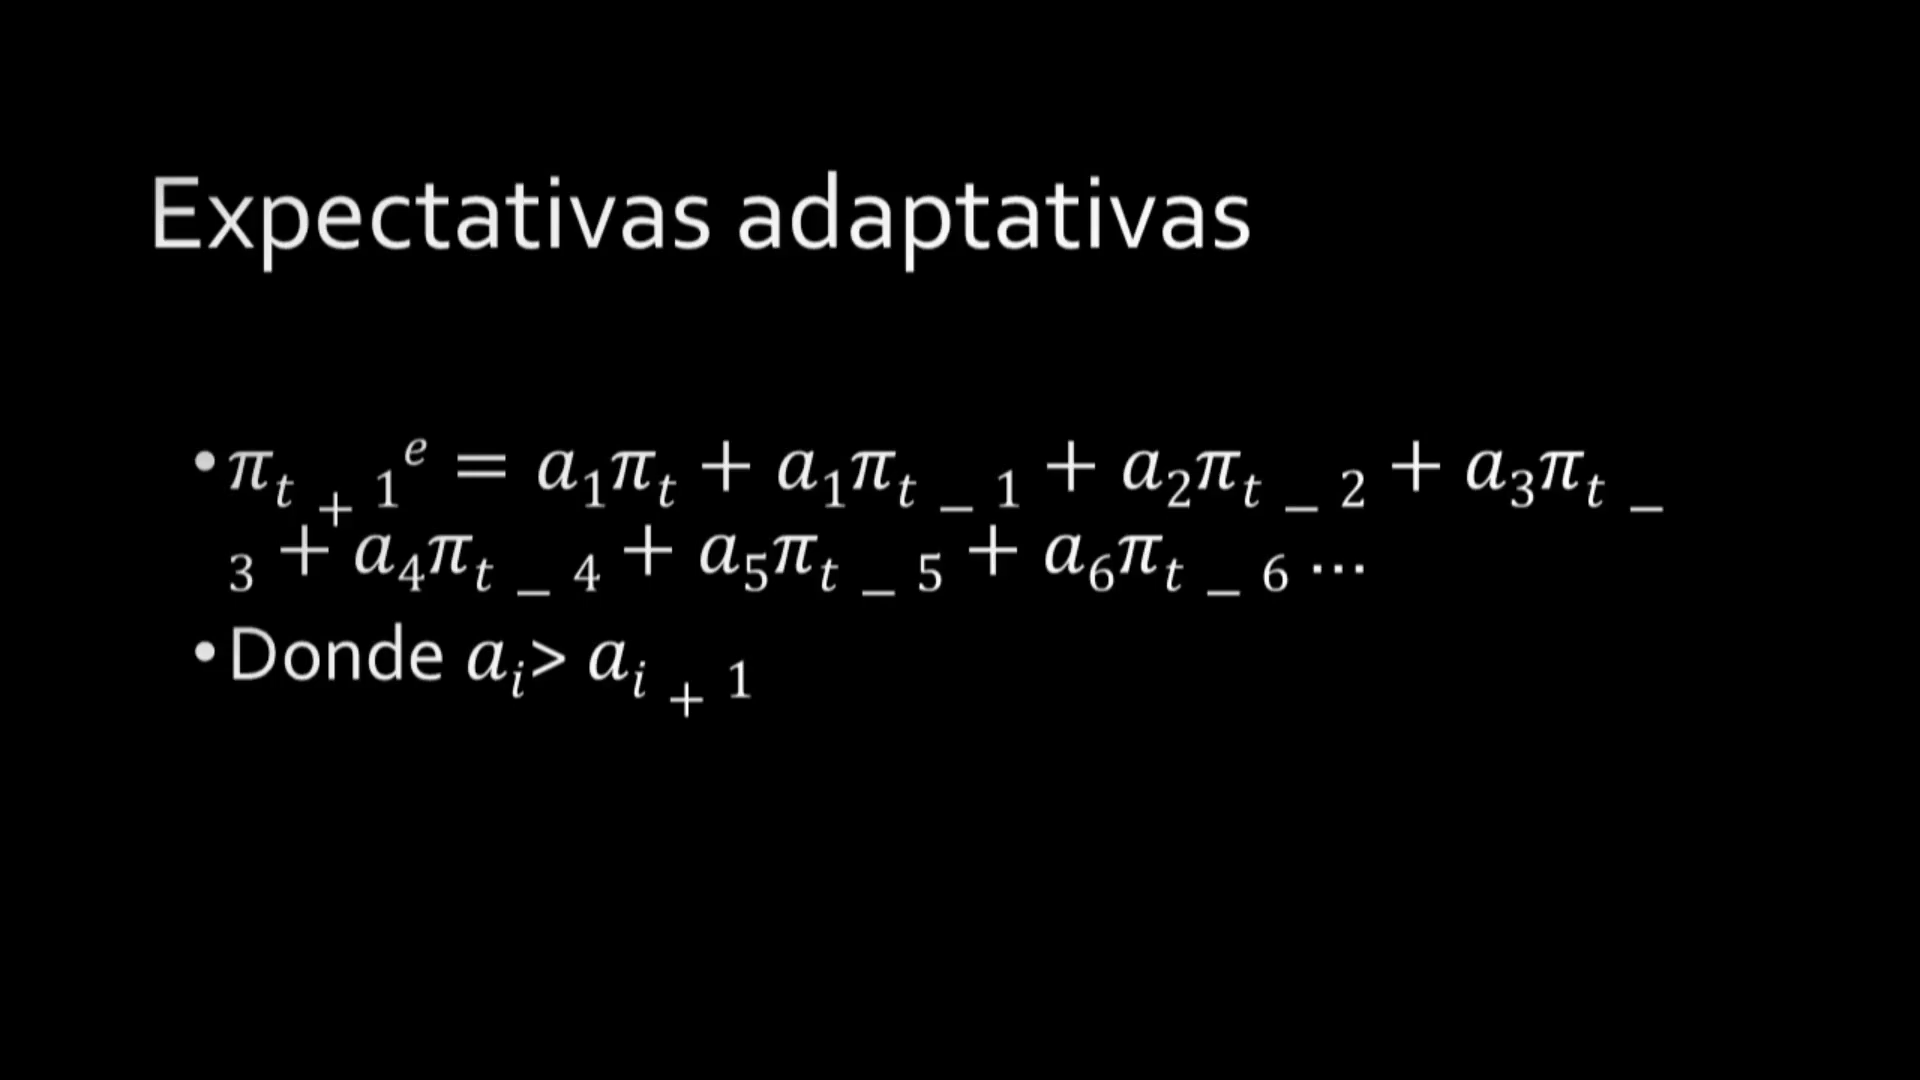 Expectativas adaptativas
•π_{t + 1}^e = a_1π_t + a_1π_{t − 1} + a_2π_{t − 2} + a_3π_{t −
3} + a_4π_{t − 4} + a_5π_{t − 5} + a_6π_{t − 6} …
•Donde a_i> a_{i + 1}